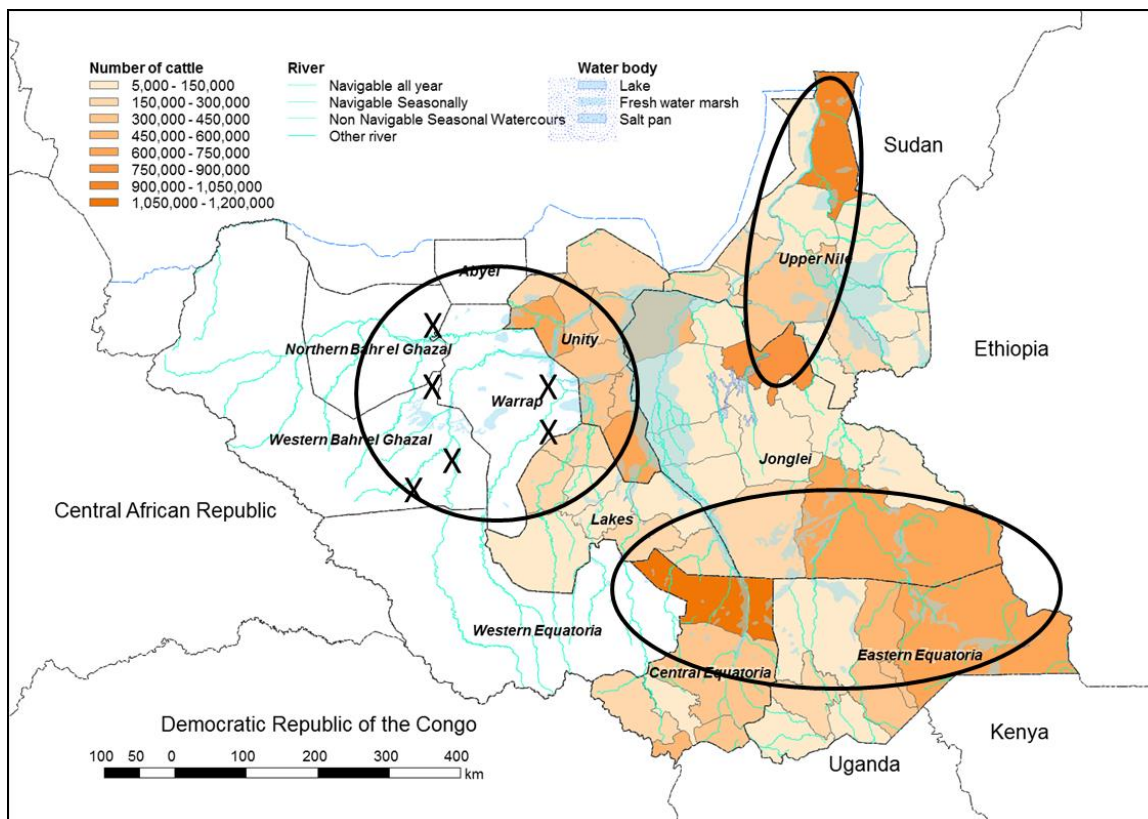 Number of cattle
5,000 - 150,000
150,000 - 300,000
300,000 - 450,000
450,000 - 600,000
600,000 - 750,000
750,000 - 900,000
900,000 - 1,050,000
1,050,000 - 1,200,000
River
Navigable all year
Navigable Seasonally
Non Navigable Seasonal Watercours
Other river
Water body
Lake
Fresh water marsh
Salt pan
Sudan
Upper Nile
Abyei
Northern Bahr el Ghazal
Unity
Ethiopia
X
X
X
Warrap
X
Western Bahr el Ghazal
X
Jonglei
X
Central African Republic
Lakes
Western Equatoria
Eastern Equatoria
Central Equatoria
Democratic Republic of the Congo
Kenya
Uganda
100 50 0 100 200 300 400
km